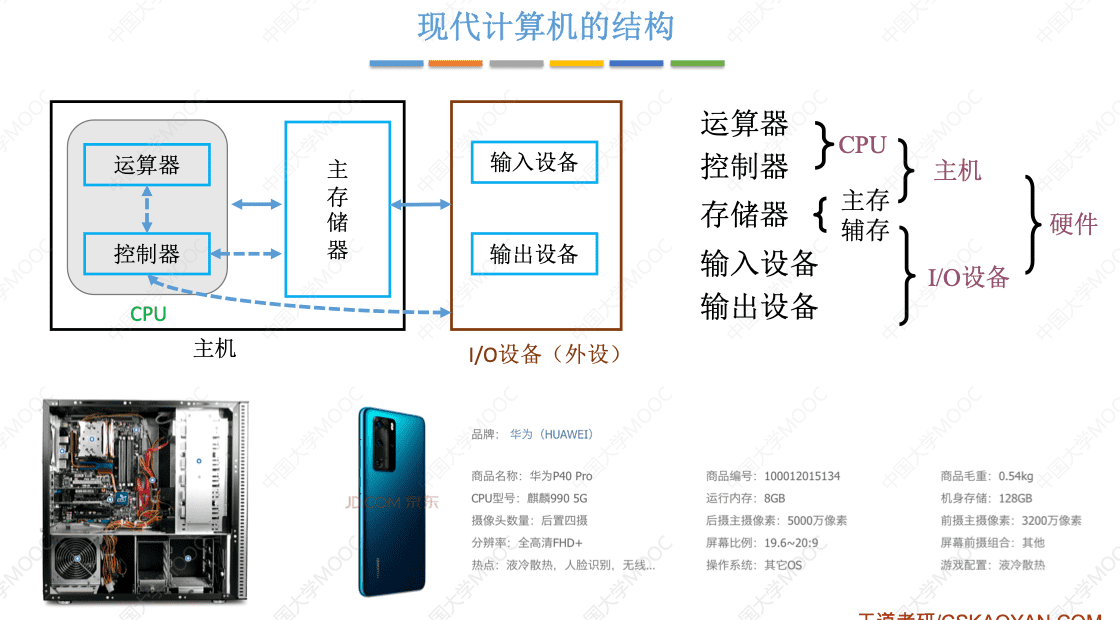 现代计算机的结构
运算器
控制器
CPU
主存储器
主机
输入设备
输出设备
I/O设备（外设）
运算器
控制器
CPU
存储器
主存
辅存
主机
输入设备
输出设备
I/O设备
硬件
JD.COM 京东
品牌： 华为（HUAWEI）
商品名称：华为P40 Pro
商品编号：100012015134
商品毛重：0.54kg
CPU型号：麒麟990 5G
运行内存：8GB
机身存储：128GB
摄像头数量：后置四摄
后摄主摄像素：5000万像素
前摄主摄像素：3200万像素
分辨率：全高清FHD+
屏幕比例：19.6~20:9
屏幕前摄组合：其他
热点：液冷散热，人脸识别，无线...
操作系统：其它OS
游戏配置：液冷散热
王道考研/CSKAOYAN.COM
中国大学MOOC